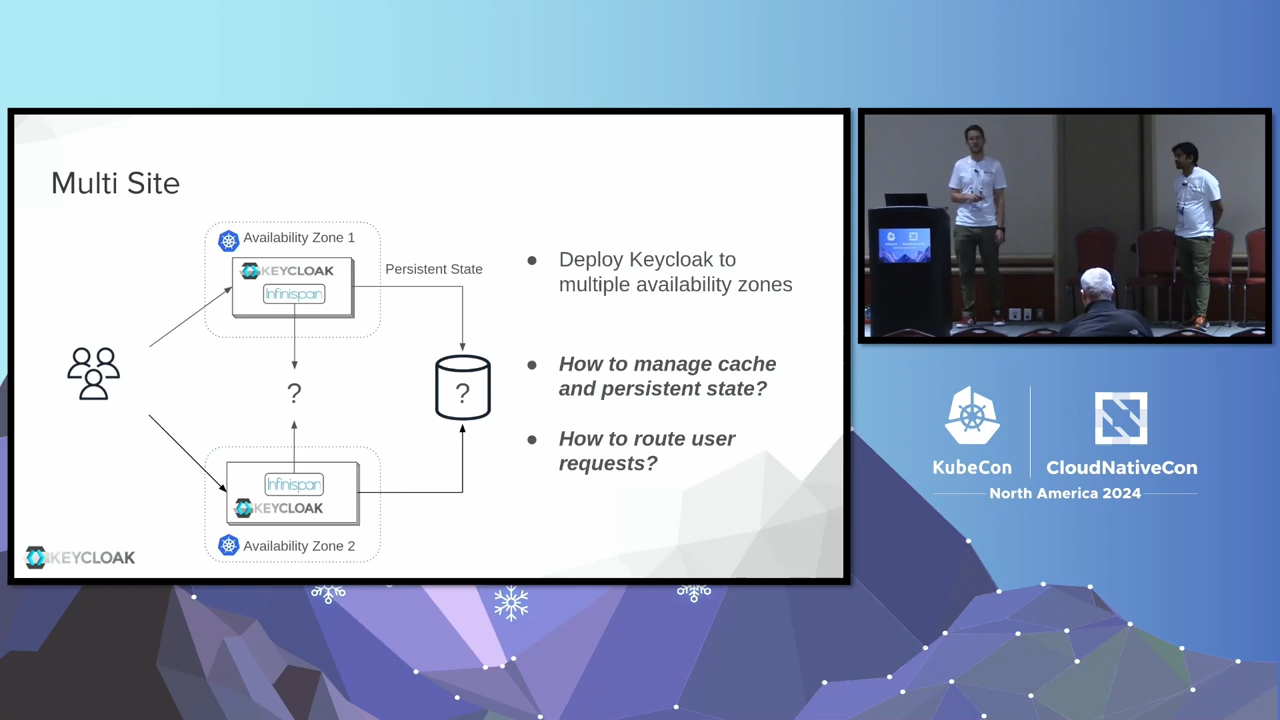 Multi Site
Availability Zone 1
KEYCLOAK
Infinispan
Persistent State
?
?
Infinispan
KEYCLOAK
Availability Zone 2
● Deploy Keycloak to
multiple availability zones
● How to manage cache
and persistent state?
● How to route user
requests?
KEYCLOAK
KubeCon
CloudNativeCon
North America 2024